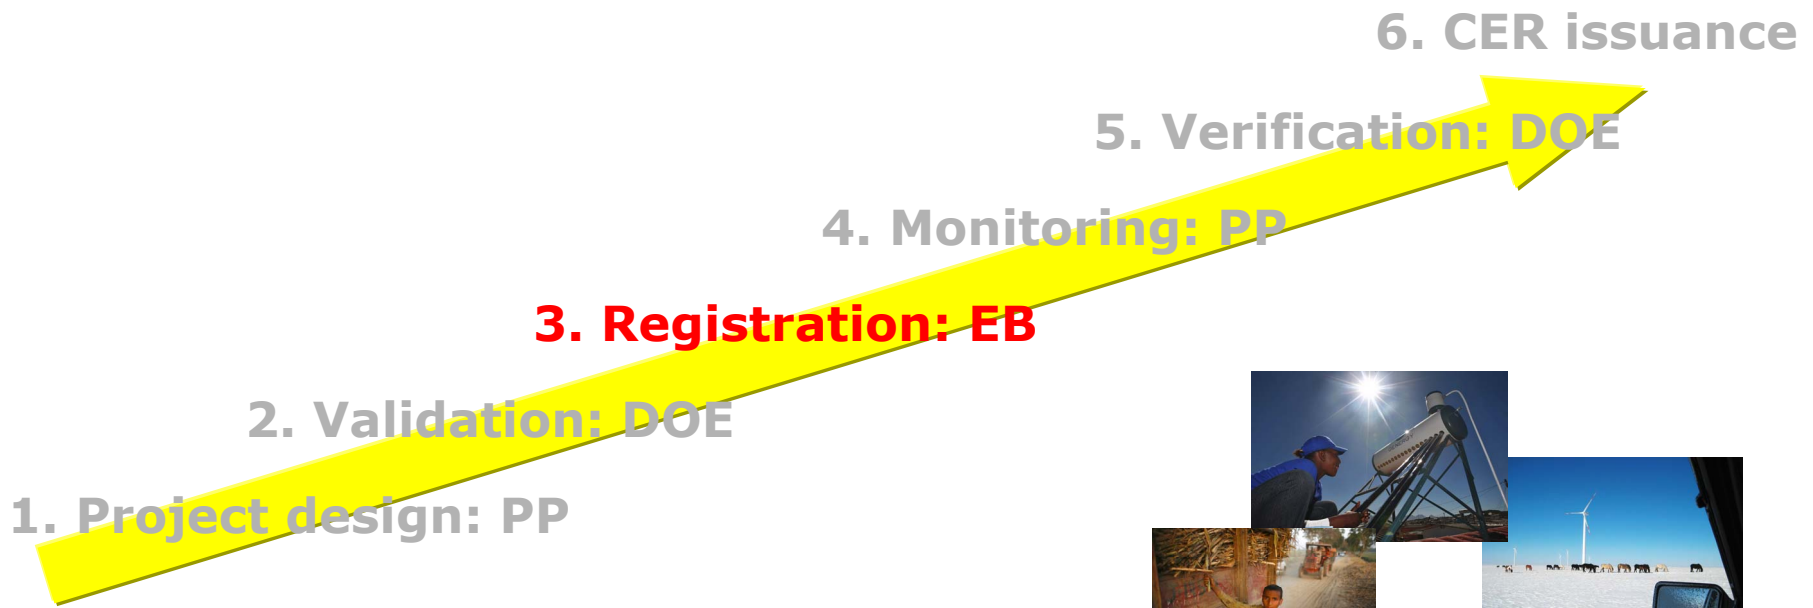 6. CER issuance
5. Verification: DOE
4. Monitoring: PP
3. Registration: EB
2. Validation: DOE
1. Project design: PP